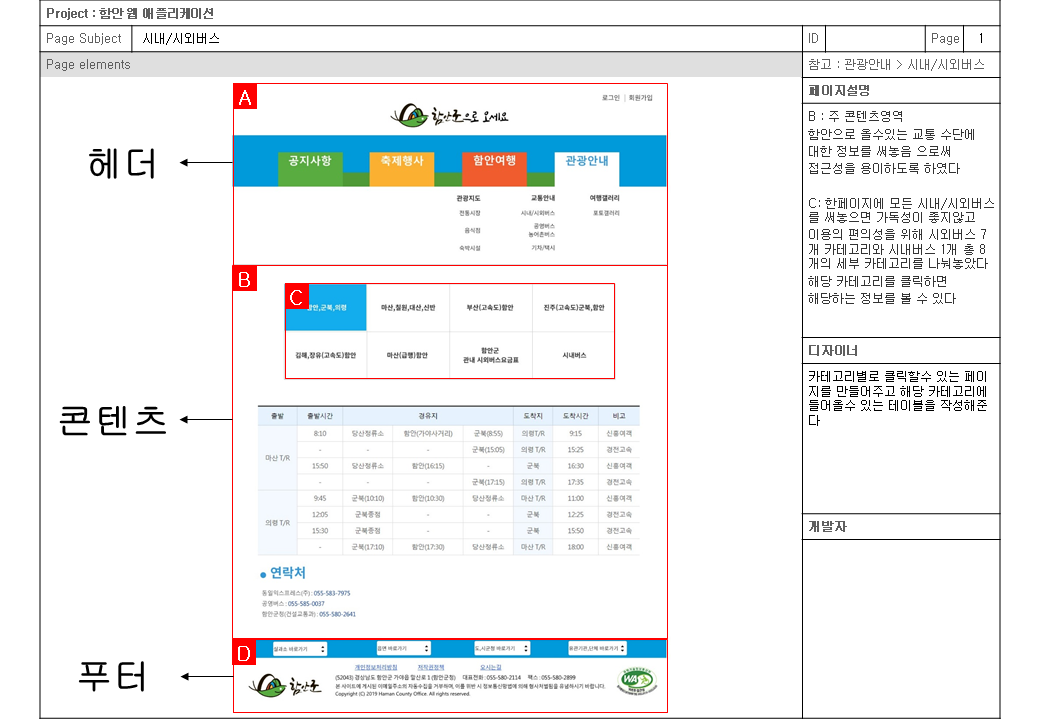 Project : 함안 웹 애플리케이션
Page Subject 시내/시외버스 ID Page 1
Page elements 참고 : 관광안내 > 시내/시외버스
헤더
A
로그인 | 회원가입
함안군으로 오세요
공지사항 축제행사 함안여행 관광안내
관광지도 교통안내 여행갤러리
전통시장 시내/시외버스 포토갤러리
음식점 공영버스
농어촌버스
숙박시설 기차/택시
콘텐츠
B
C
함안,군북,의령 마산,칠원,대산,신반 부산(고속도)함안 진주(고속도)군북,함안
김해,장유(고속도)함안 마산(급행)함안 함안군
관내 시외버스요금표 시내버스
출발 출발시간 경유지 도착지 도착시간 비고
마산 T/R
8:10 당산정류소 함안(가야사거리) 군북(8:55) 의령T/R 9:15 신흥여객
- - - 군북(15:05) 의령 T/R 15:25 경전고속
15:50 당산정류소 함안(16:15) - 군북 16:30 신흥여객
- - - 군북(17:15) 의령 T/R 17:35 경전고속
의령 T/R
9:45 군북(10:10) 함안(10:30) 당산정류소 마산 T/R 11:00 신흥여객
12:05 군북종점 - - 군북 12:25 경전고속
15:30 군북종점 - - 군북 15:50 경전고속
- 군북(17:10) 함안(17:30) 당산정류소 마산 T/R 18:00 신흥여객
연락처
동일익스프레스(주) : 055-583-7975
공영버스 : 055-585-0037
함안군청(건설교통과) : 055-580-2641
푸터
D
실과소 바로가기 읍면 바로가기 도,시군청 바로가기 유관기관,단체 바로가기
개인정보처리방침 저작권정책 오시는길
함안군
(52043) 경상남도 함안군 가야읍 말산로 1 (함안군청) 대표전화 : 055-580-2114 팩스 : 055-580-2899
본 사이트에 게시된 이메일주소의 자동수집을 거부하며, 이를 위반 시 정보통신망법에 의해 형사처벌됨을 유념하시기 바랍니다.
Copyright (C) 2019 Haman County Office. All rights reserved.
WA
페이지설명
B : 주 콘텐츠영역
함안으로 올수있는 교통 수단에
대한 정보를 써놓음 으로써
접근성을 용이하도록 하였다
C: 한페이지에 모든 시내/시외버스
를 써놓으면 가독성이 좋지않고
이용의 편의성을 위해 시외버스 7
개 카테고리와 시내버스 1개 총 8
개의 세부 카테고리를 나눠놓았다
해당 카테고리를 클릭하면
해당하는 정보를 볼 수 있다
디자이너
카테고리별로 클릭할수 있는 페이
지를 만들어주고 해당 카테고리에
들어올수 있는 테이블을 작성해준
다
개발자